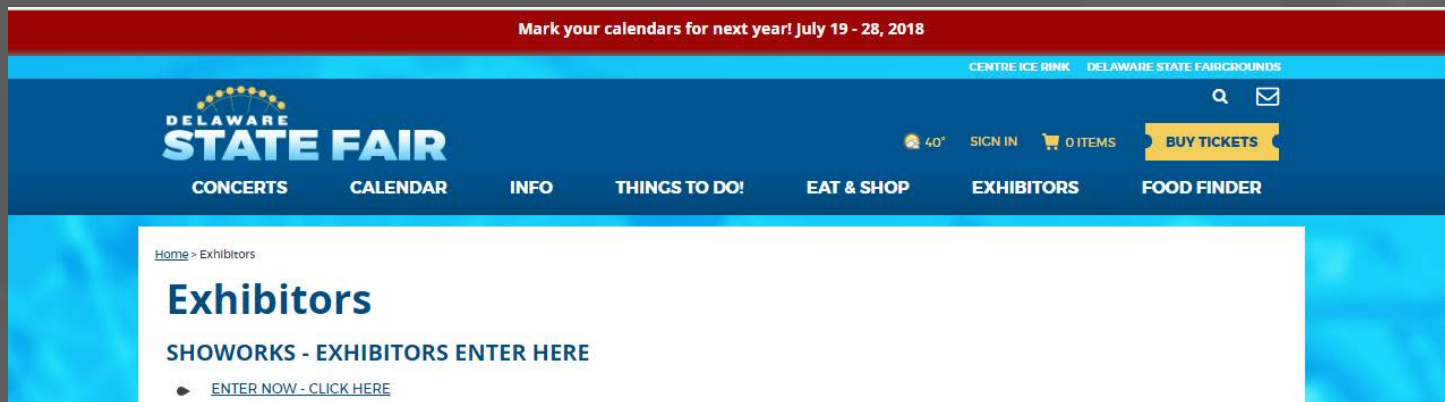 Mark your calendars for next year! July 19 - 28, 2018
CENTRE ICE RINK DELAWARE STATE FAIRGROUNDS
DELAWARE
STATE FAIR
40° SIGN IN 0 ITEMS BUY TICKETS
CONCERTS CALENDAR INFO THINGS TO DO! EAT & SHOP EXHIBITORS FOOD FINDER
Home > Exhibitors
Exhibitors
SHOWORKS - EXHIBITORS ENTER HERE
ENTER NOW - CLICK HERE